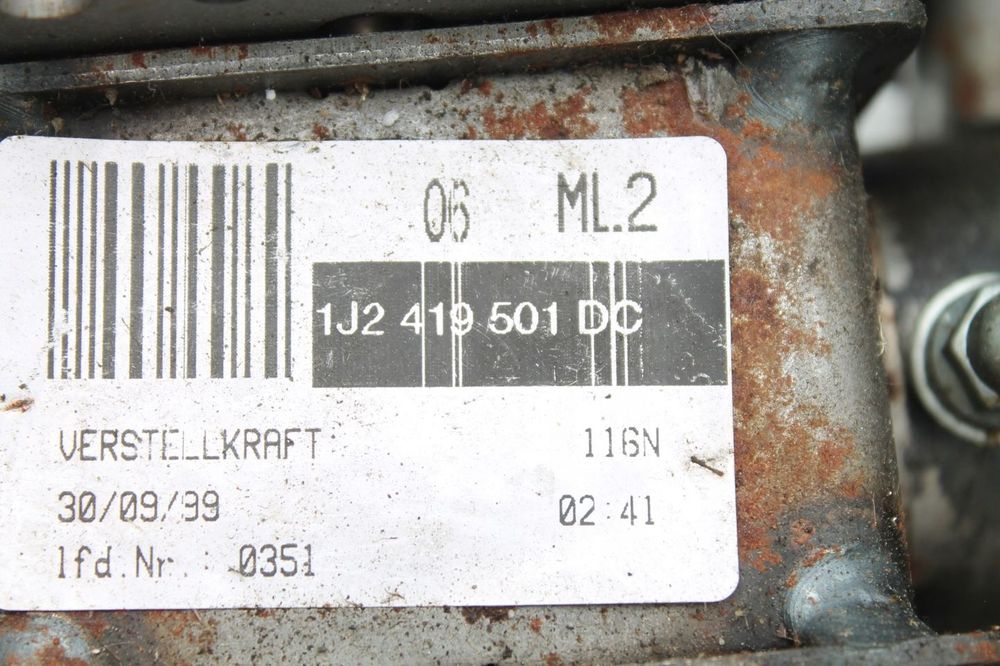 06 ML.2
1J2 419 501 DC
VERSTELLKRAFT 116N
30/09/99 02:41
lfd.Nr.: 0351